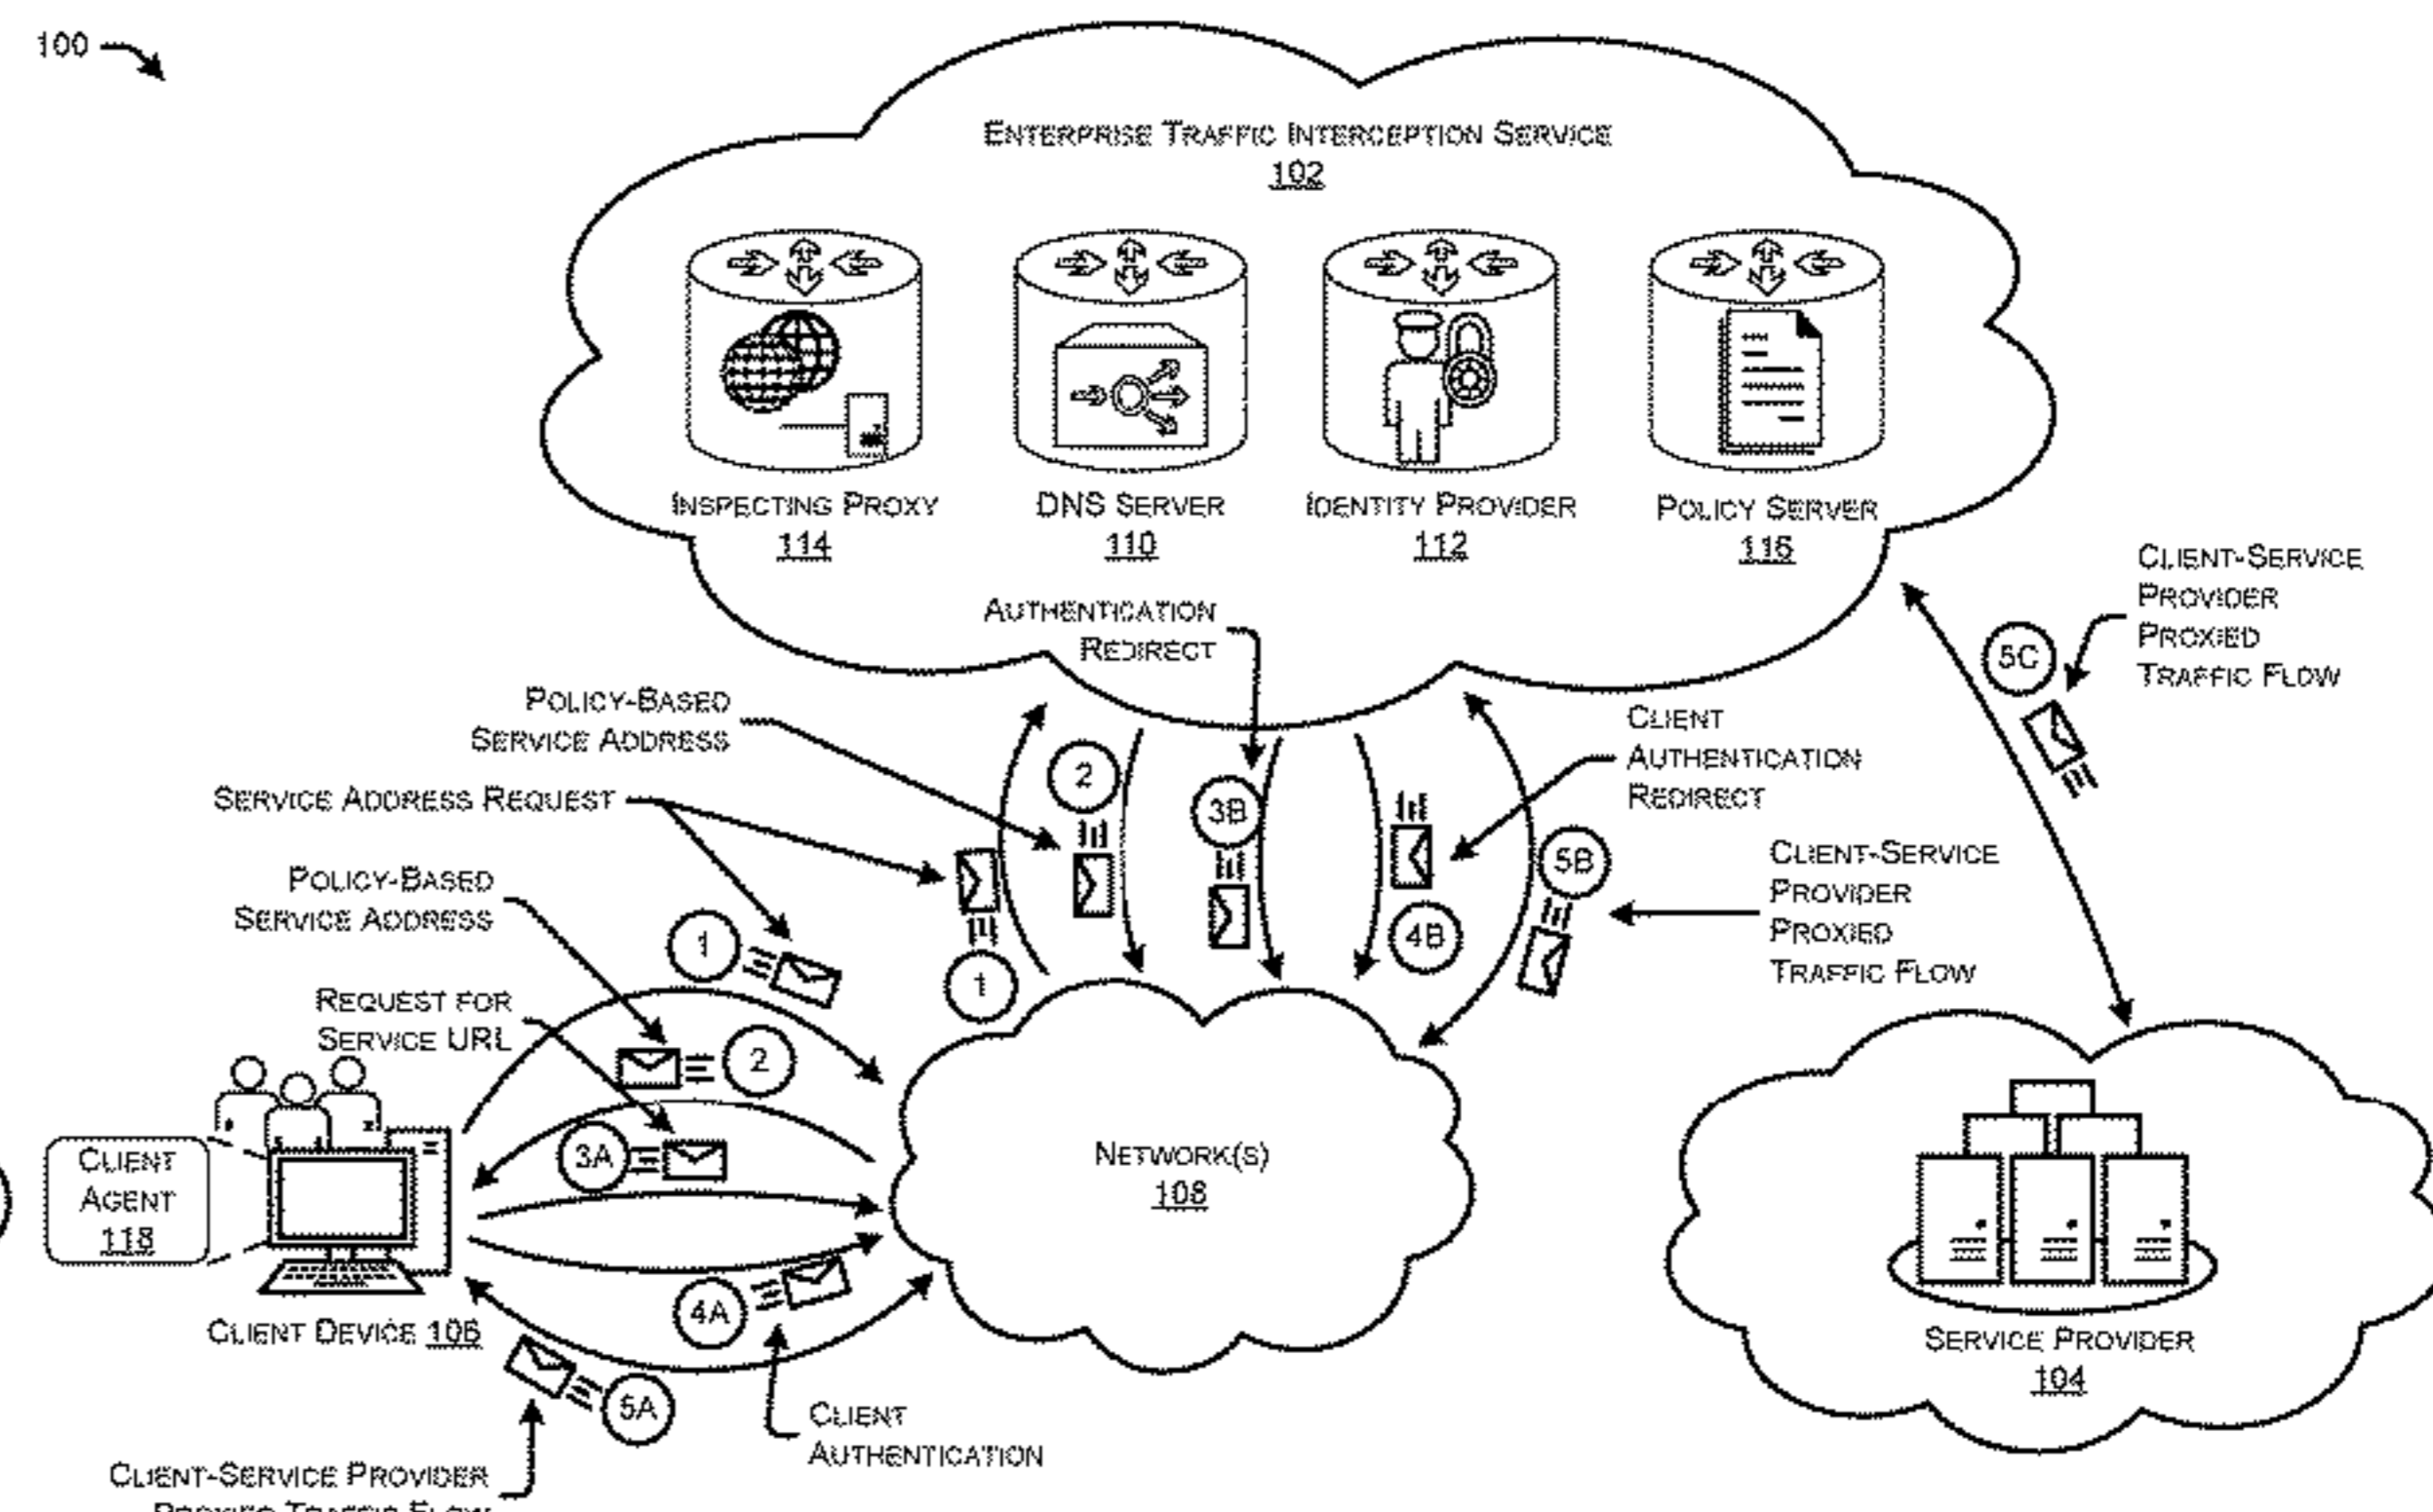 100
ENTERPRISE TRAFFIC INTERCEPTION SERVICE
102
INSPECTING PROXY
114
DNS SERVER
110
IDENTITY PROVIDER
112
POLICY SERVER
116
CLIENT-SERVICE
PROVIDER
PROXIED
TRAFFIC FLOW
5C
AUTHENTICATION
REDIRECT
POLICY-BASED
SERVICE ADDRESS
2
3B
CLIENT
AUTHENTICATION
REDIRECT
SERVICE ADDRESS REQUEST
5B
CLIENT-SERVICE
PROVIDER
PROXIED
TRAFFIC FLOW
4B
POLICY-BASED
SERVICE ADDRESS
1
1
REQUEST FOR
SERVICE URL
2
3A
CLIENT
AGENT
118
NETWORK(S)
108
4A
CLIENT DEVICE 106
5A
CLIENT
AUTHENTICATION
SERVICE PROVIDER
104
CLIENT-SERVICE PROVIDER
PROXIED TRAFFIC FLOW